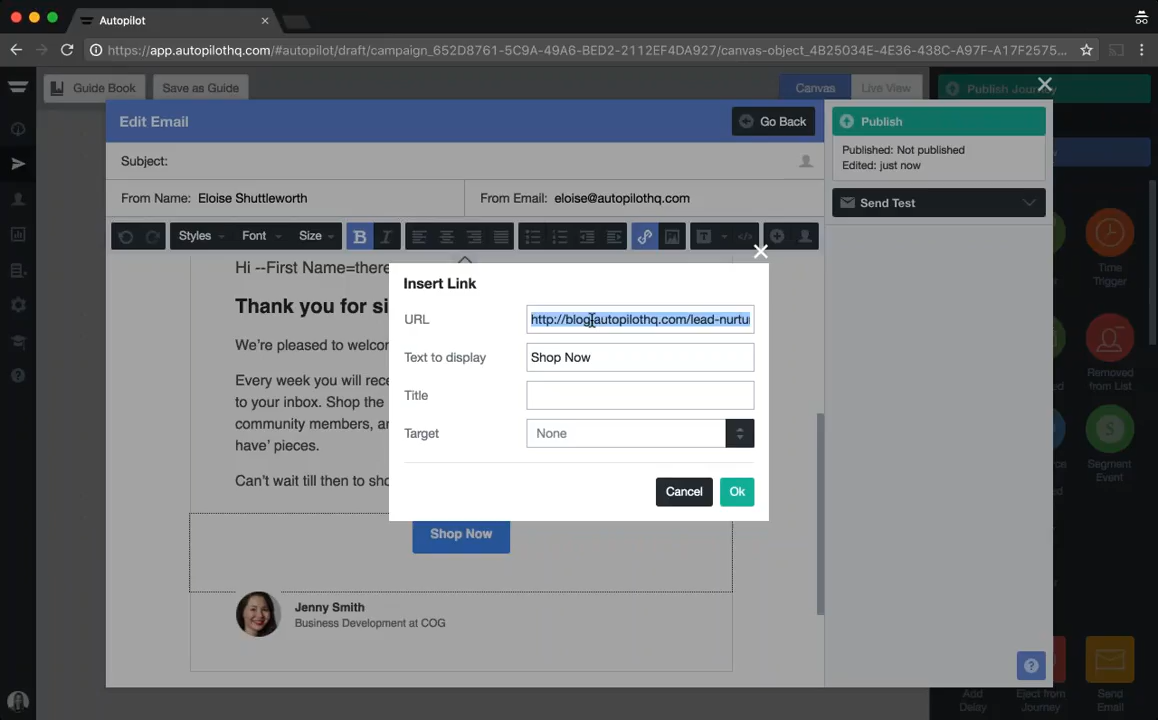 Autopilot
https://app.autopilothq.com/#autopilot/draft/campaign_652D8761-5C9A-49A6-BED2-2112EF4DA927/canvas-object_4B25034E-4E36-438C-A97F-A17F2575...
Guide Book
Save as Guide
Canvas
Live View
Publish Journey
Edit Email
Go Back
Publish
Subject:
Published: Not published
Edited: just now
From Name: Eloise Shuttleworth
From Email: eloise@autopilothq.com
Send Test
Styles
Font
Size
B
I
T
Hi --First Name=there
Insert Link
Thank you for si
URL
http://blog.autopilothq.com/lead-nurtu
We're pleased to welcor
Text to display
Shop Now
Every week you will rece
to your inbox. Shop the
Title
community members, ar
have' pieces.
Target
None
Can't wait till then to sho
Cancel
Ok
Shop Now
Jenny Smith
Business Development at COG
Time
Trigger
Removed
from List
Segment
Event
Add
Delay
Eject from
Journey
Send
Email